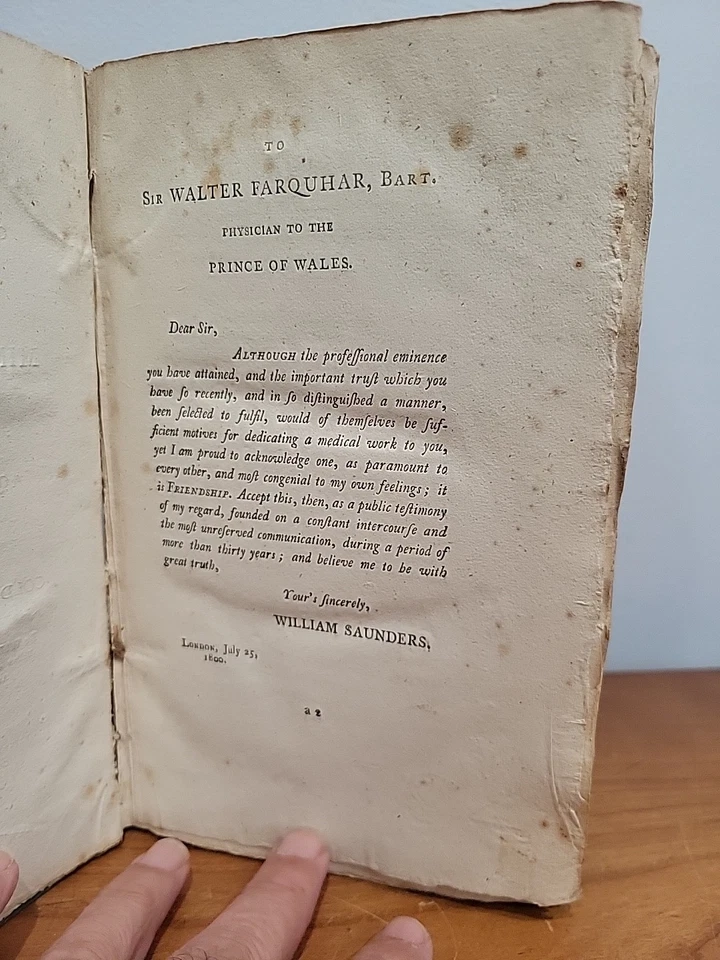 TO
SIR WALTER FARQUHAR, BART.
PHYSICIAN TO THE
PRINCE OF WALES.
Dear Sir,
ALTHOUGH the profeſſional eminence
you have attained, and the important truſt which you
have ſo recently, and in ſo diſtinguiſhed a manner,
been ſelected to fulfil, would of themſelves be ſuf-
ficient motives for dedicating a medical work to you,
yet I am proud to acknowledge one, as paramount to
every other, and moſt congenial to my own feelings; it
is FRIENDSHIP. Accept this, then, as a public teſtimony
of my regard, founded on a conſtant intercourſe and
the moſt unreſerved communication, during a period of
more than thirty years; and believe me to be with
great truth,
Your's ſincerely,
WILLIAM SAUNDERS.
LONDON, July 25,
1800.
a 2